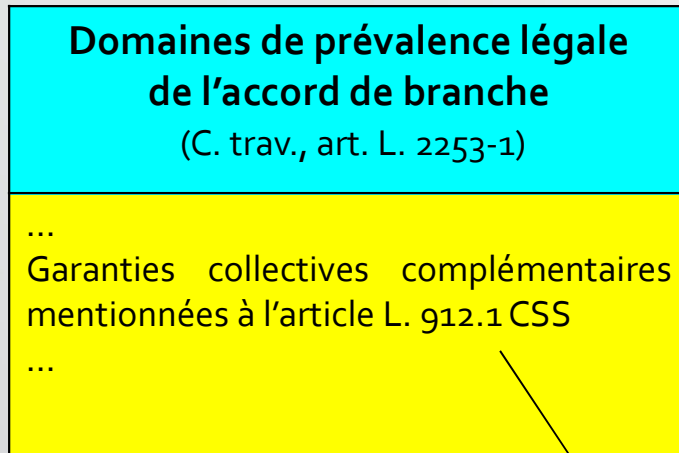 Domaines de prévalence légale
de l’accord de branche
(C. trav., art. L. 2253-1)
...
Garanties collectives complémentaires
mentionnées à l’article L. 912.1 CSS
...